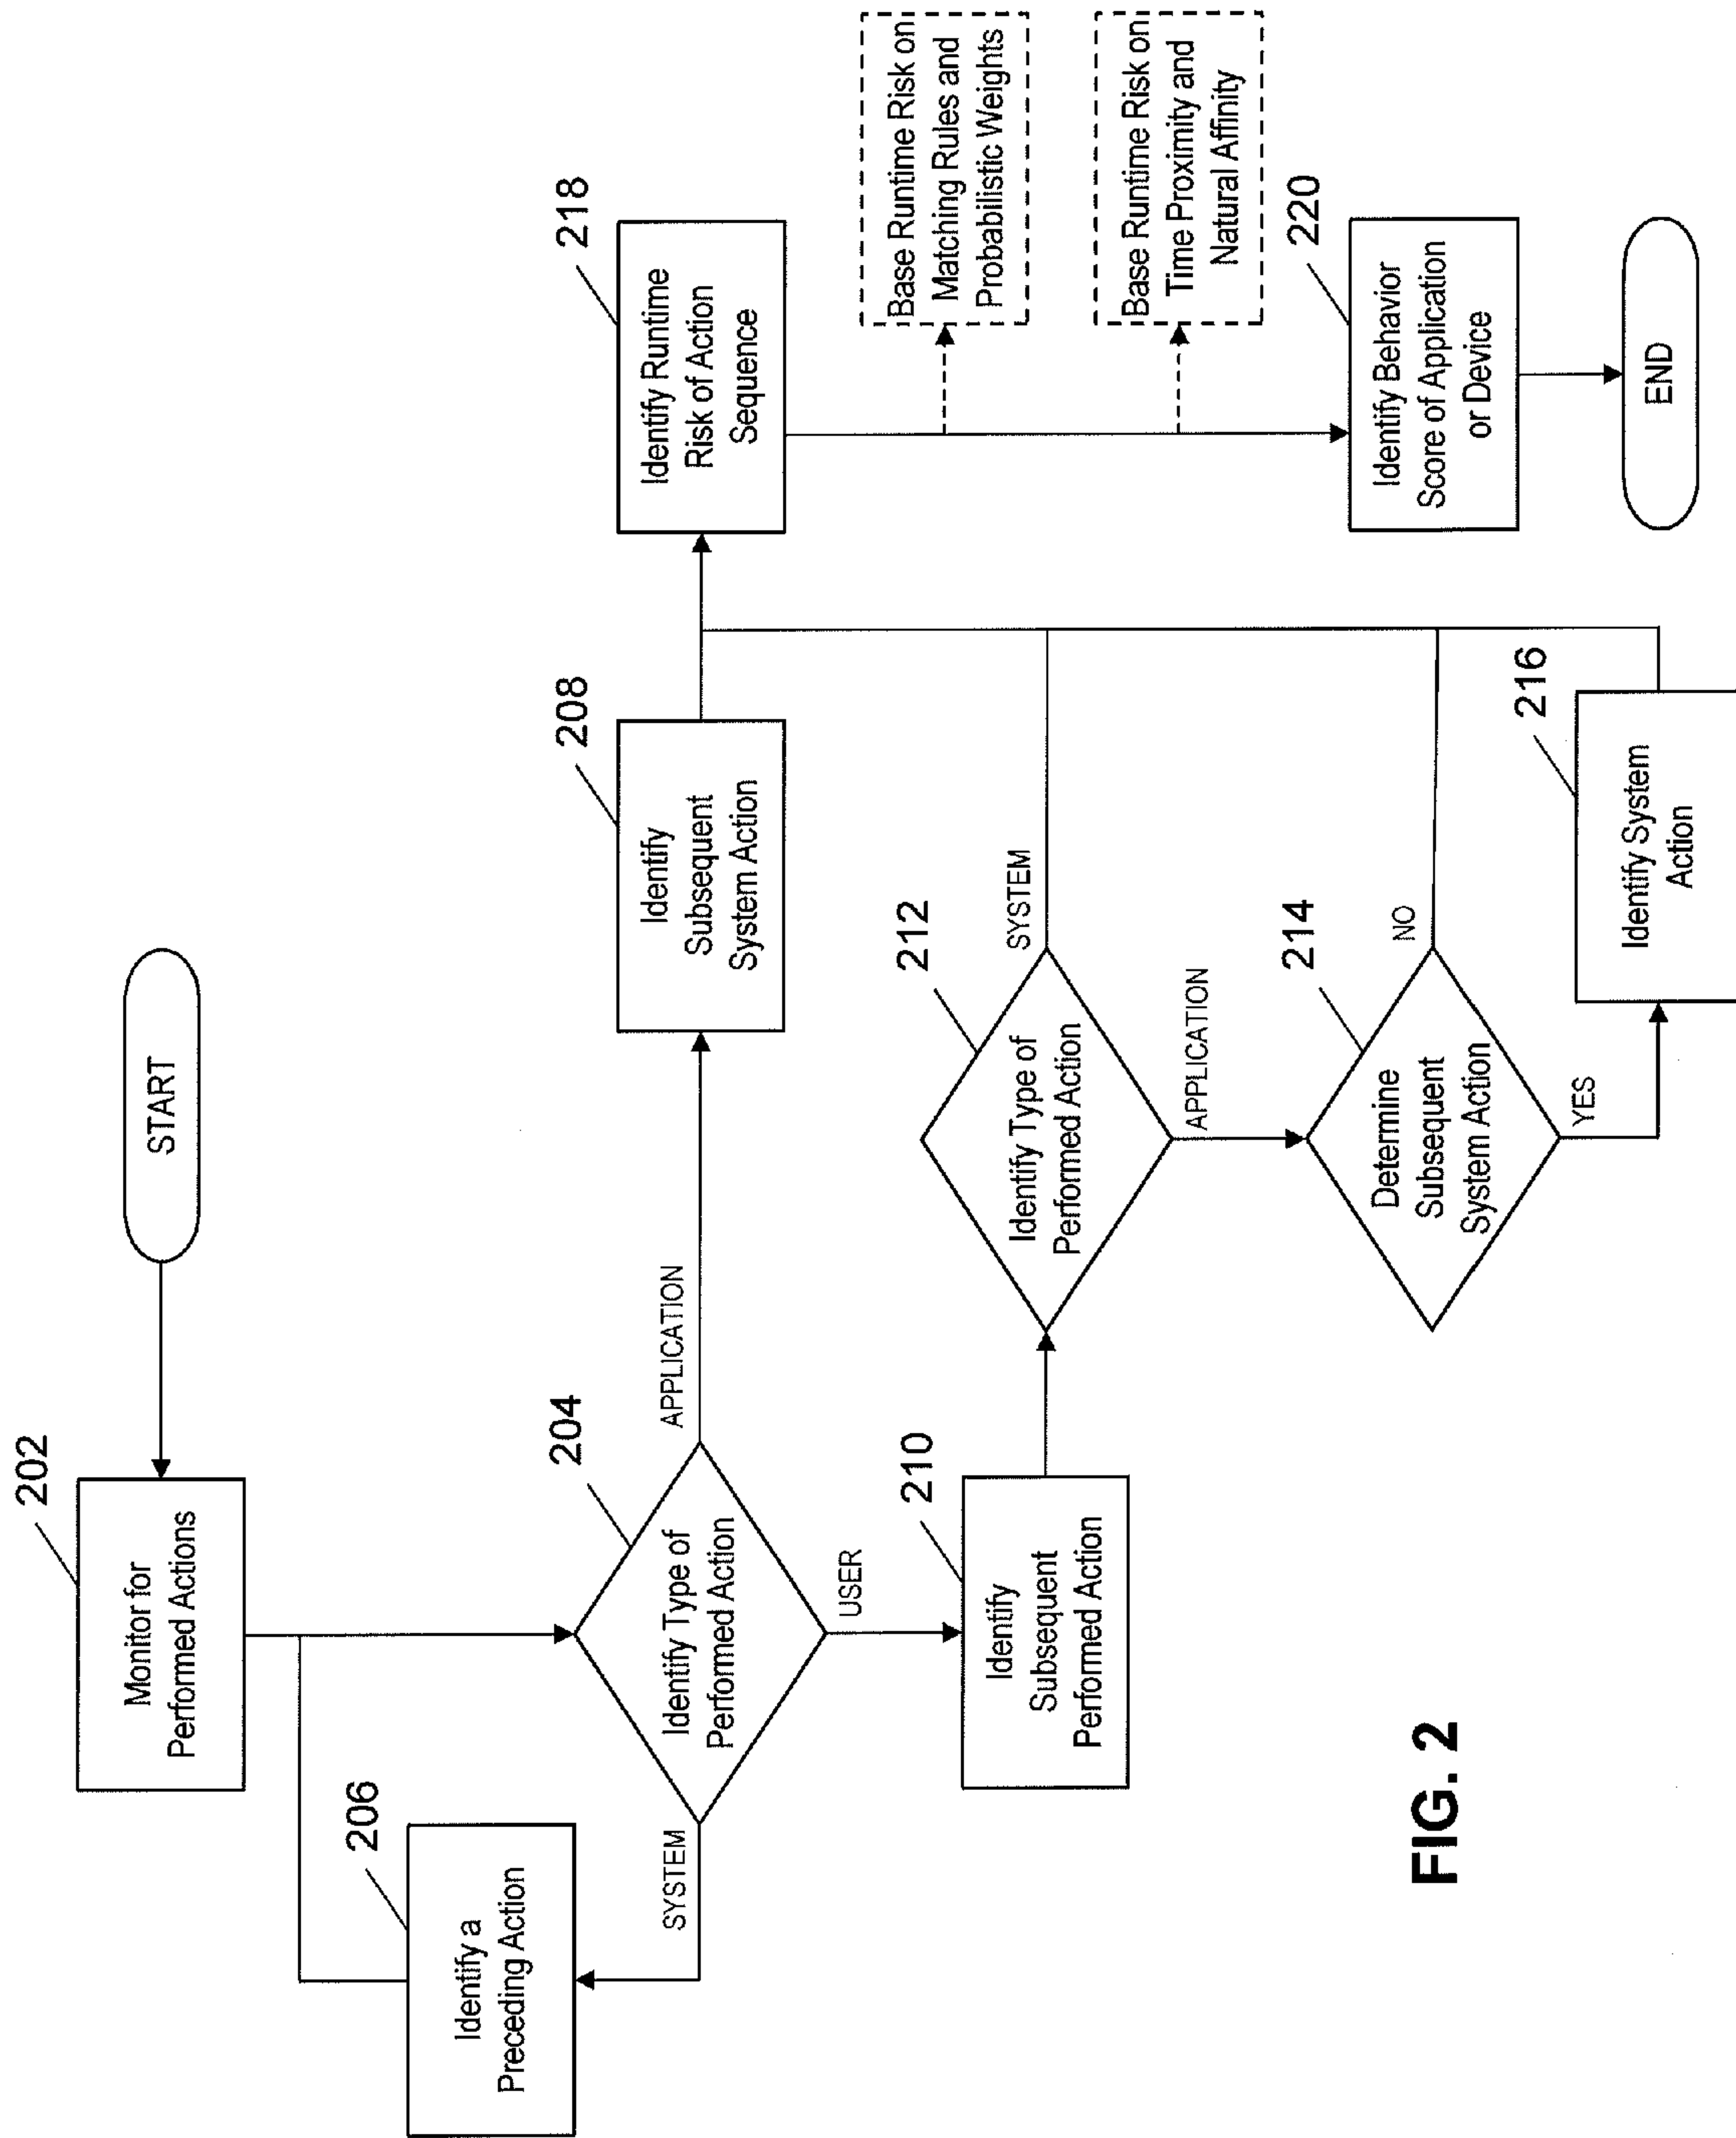 START
202
Monitor for
Performed Actions
206
Identify a
Preceding Action
204
Identify Type of
Performed Action
SYSTEM
APPLICATION
USER
208
Identify
Subsequent
System Action
210
Identify
Subsequent
Performed Action
212
Identify Type of
Performed Action
SYSTEM
APPLICATION
214
Determine
Subsequent
System Action
NO
YES
216
Identify System
Action
218
Identify Runtime
Risk of Action
Sequence
Base Runtime Risk on
Matching Rules and
Probabilistic Weights
Base Runtime Risk on
Time Proximity and
Natural Affinity
220
Identify Behavior
Score of Application
or Device
END
FIG. 2